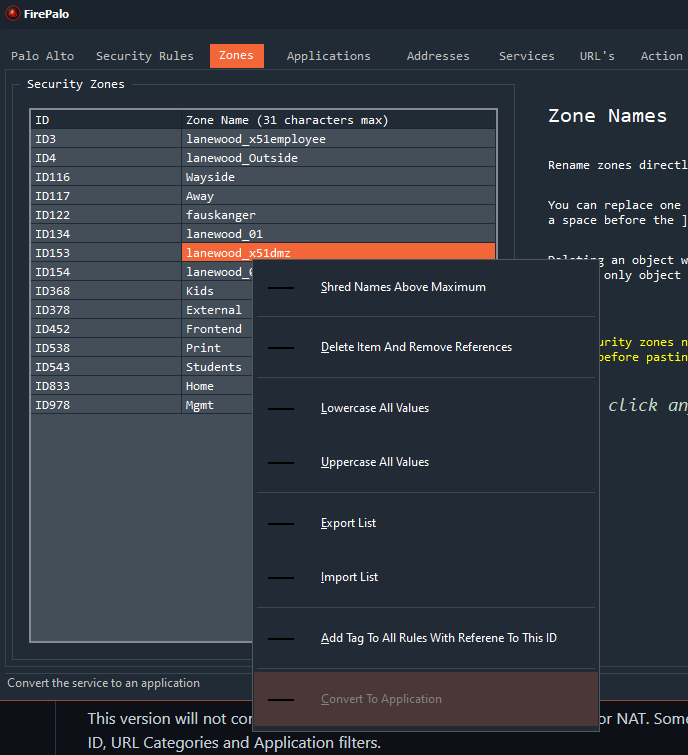 FirePalo
Palo Alto Security Rules Zones Applications Addresses Services URL's Action
Security Zones
ID Zone Name (31 characters max)
ID3 lanewood_x51employee
ID4 lanewood_Outside
ID116 Wayside
ID117 Away
ID122 fauskanger
ID134 lanewood_01
ID153 lanewood_x51dmz
ID154 lanewood_
ID368 Kids
ID378 External
ID452 Frontend
ID538 Print
ID543 Students
ID833 Home
ID978 Mgmt
Shred Names Above Maximum
Delete Item And Remove References
Lowercase All Values
Uppercase All Values
Export List
Import List
Add Tag To All Rules With Referene To This ID
Convert To Application
Zone Names
Rename zones directl
You can replace one
a space before the ]
an object w
only object
urity zones n
before pastin
click an
Convert the service to an application
This version will not co
or NAT. Some
ID, URL Categories and Application filters.